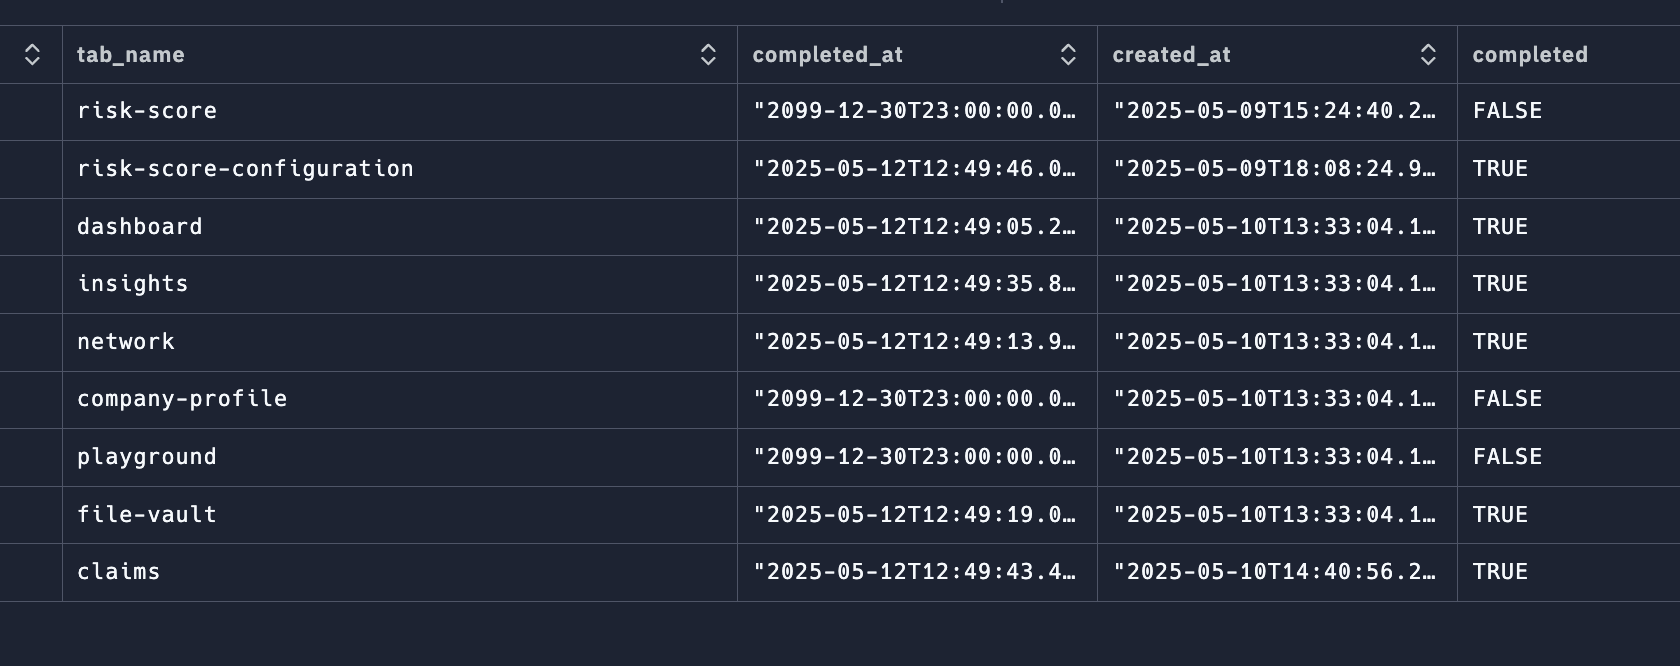 tab_name completed_at created_at completed
risk-score "2099-12-30T23:00:00.0… "2025-05-09T15:24:40.2… FALSE
risk-score-configuration "2025-05-12T12:49:46.0… "2025-05-09T18:08:24.9… TRUE
dashboard "2025-05-12T12:49:05.2… "2025-05-10T13:33:04.1… TRUE
insights "2025-05-12T12:49:35.8… "2025-05-10T13:33:04.1… TRUE
network "2025-05-12T12:49:13.9… "2025-05-10T13:33:04.1… TRUE
company-profile "2099-12-30T23:00:00.0… "2025-05-10T13:33:04.1… FALSE
playground "2099-12-30T23:00:00.0… "2025-05-10T13:33:04.1… FALSE
file-vault "2025-05-12T12:49:19.0… "2025-05-10T13:33:04.1… TRUE
claims "2025-05-12T12:49:43.4… "2025-05-10T14:40:56.2… TRUE